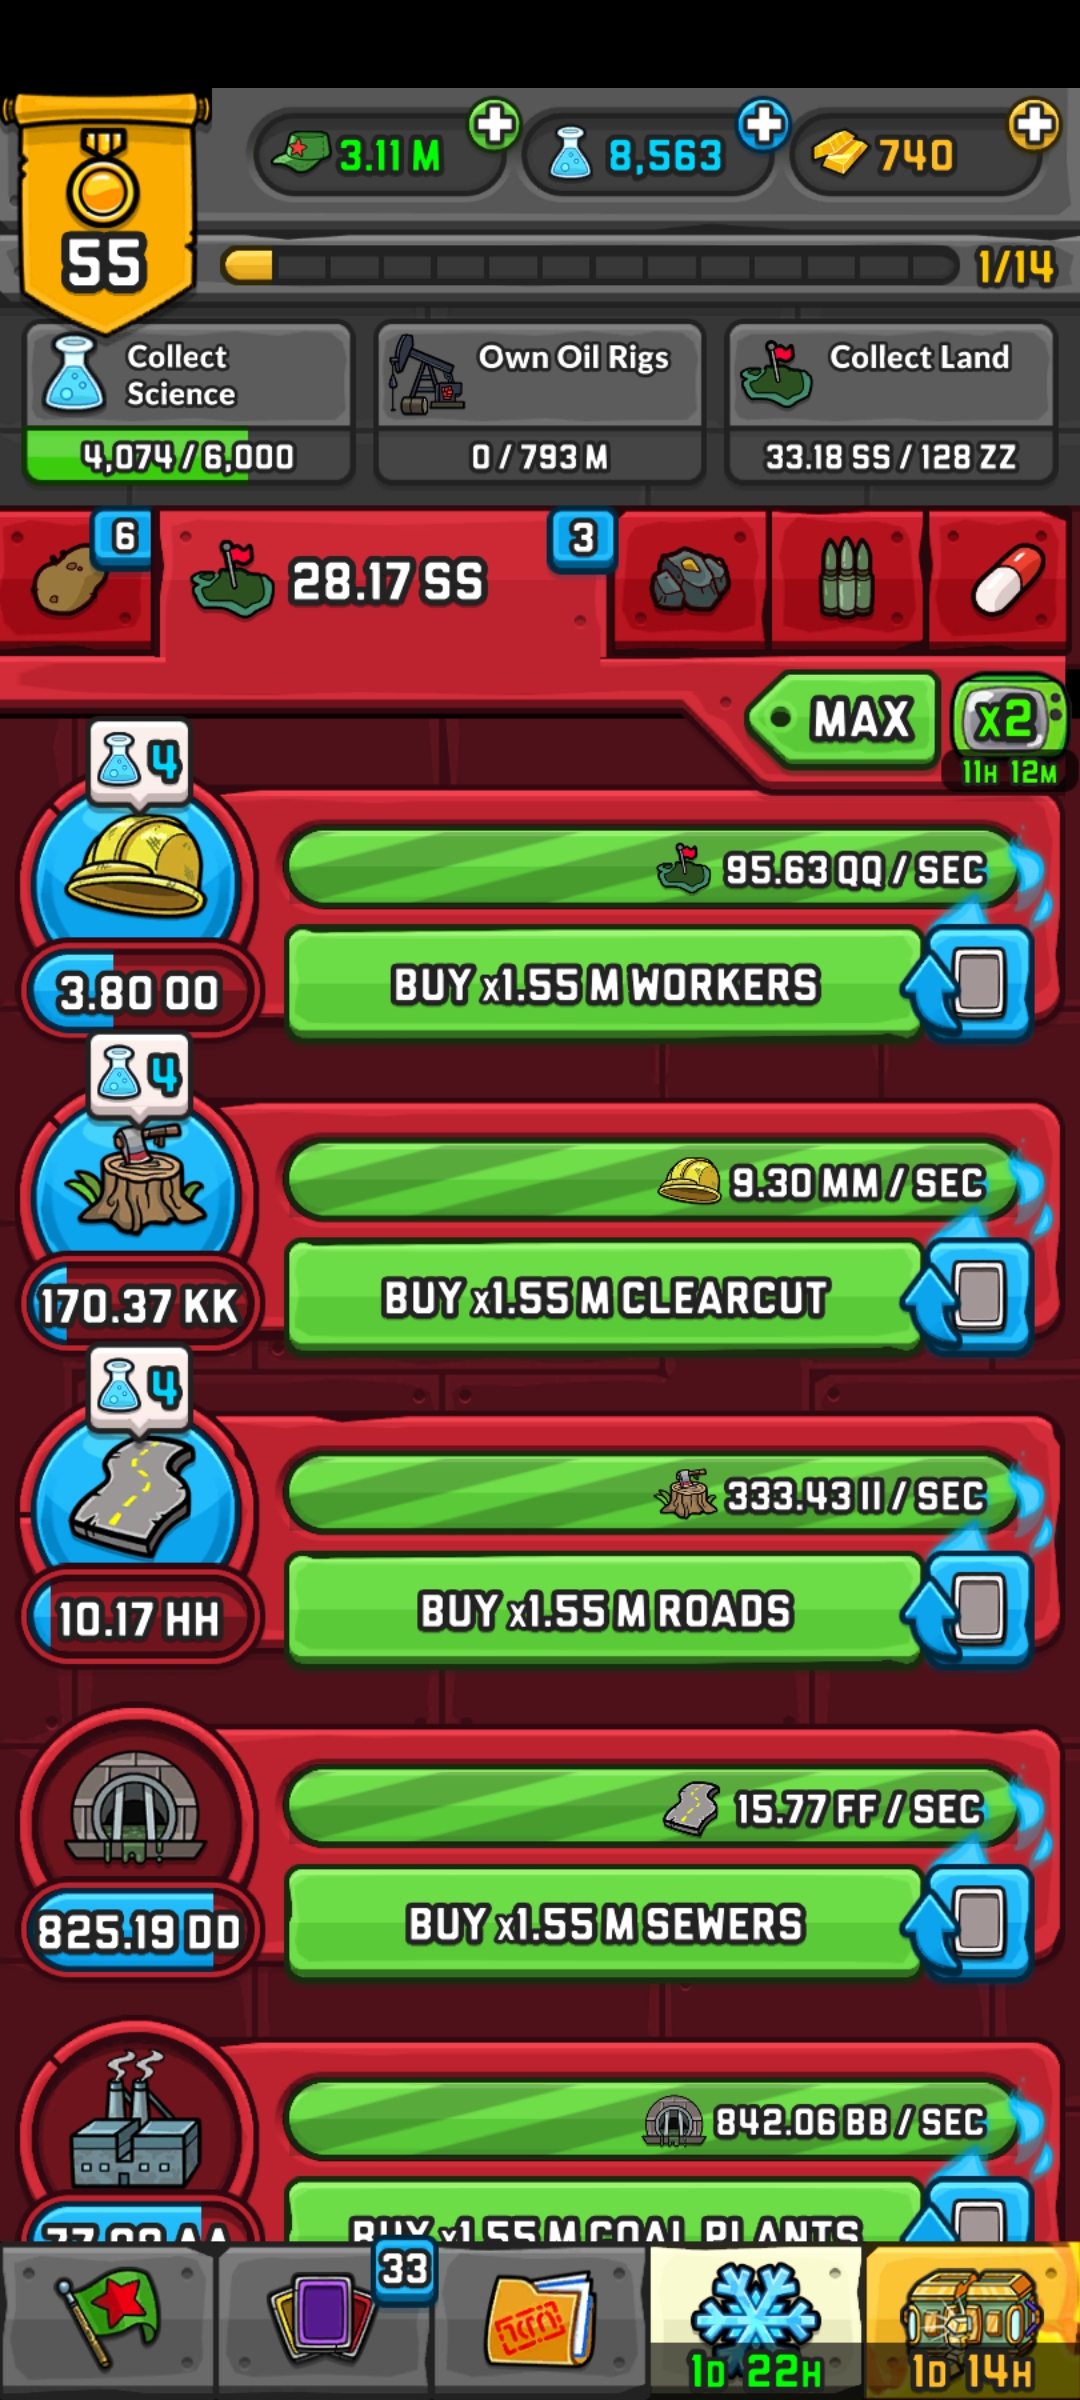 55
3.11 M
8,563
740
1/14
Collect
Science
4,074 / 6,000
Own Oil Rigs
0 / 793 M
Collect Land
33.18 SS / 128 ZZ
6
28.17 SS
3
MAX
x2
11H 12M
4
95.63 QQ / SEC
3.80 OO
BUY x1.55 M WORKERS
4
9.30 MM / SEC
170.37 KK
BUY x1.55 M CLEARCUT
4
333.43 II / SEC
10.17 HH
BUY x1.55 M ROADS
15.77 FF / SEC
825.19 DD
BUY x1.55 M SEWERS
842.06 BB / SEC
BUY x1.55 M COAL PLANTS
33
1D 22H
1D 14H